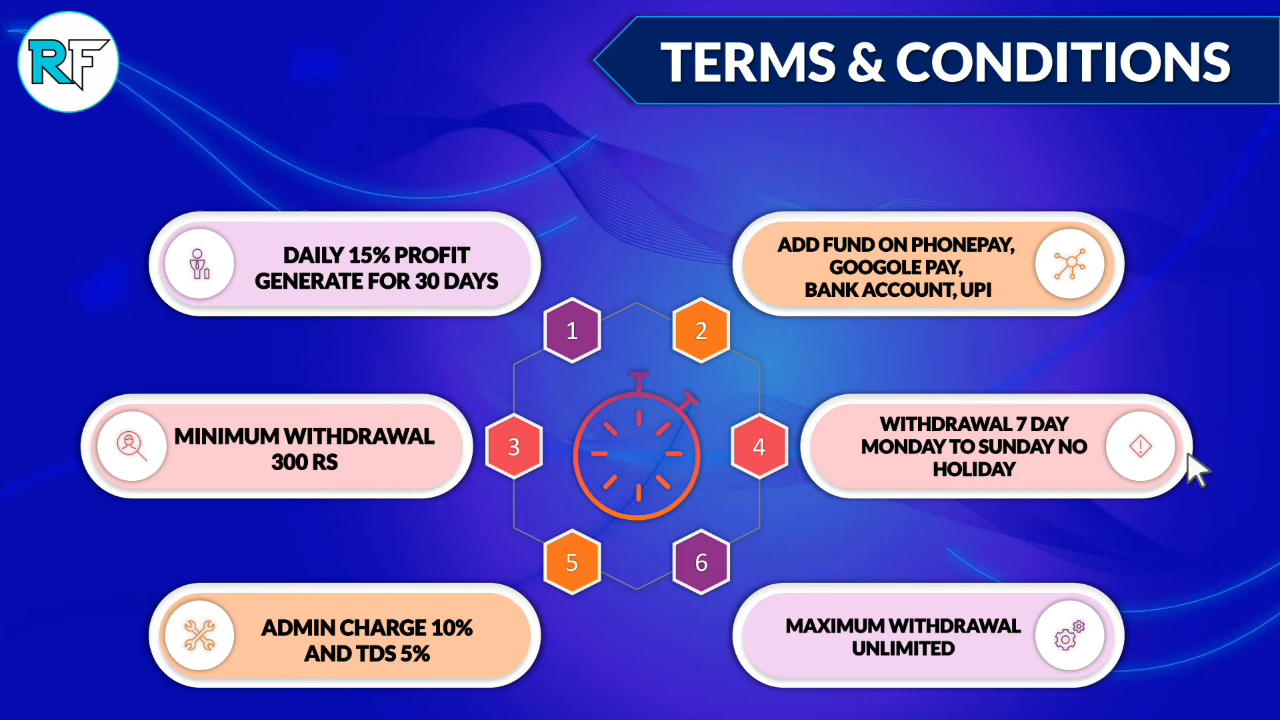 RF
TERMS & CONDITIONS
DAILY 15% PROFIT
GENERATE FOR 30 DAYS
1
ADD FUND ON PHONEPAY,
GOOGOLE PAY,
BANK ACCOUNT, UPI
2
MINIMUM WITHDRAWAL
300 RS
3
WITHDRAWAL 7 DAY
MONDAY TO SUNDAY NO
HOLIDAY
4
ADMIN CHARGE 10%
AND TDS 5%
5
MAXIMUM WITHDRAWAL
UNLIMITED
6